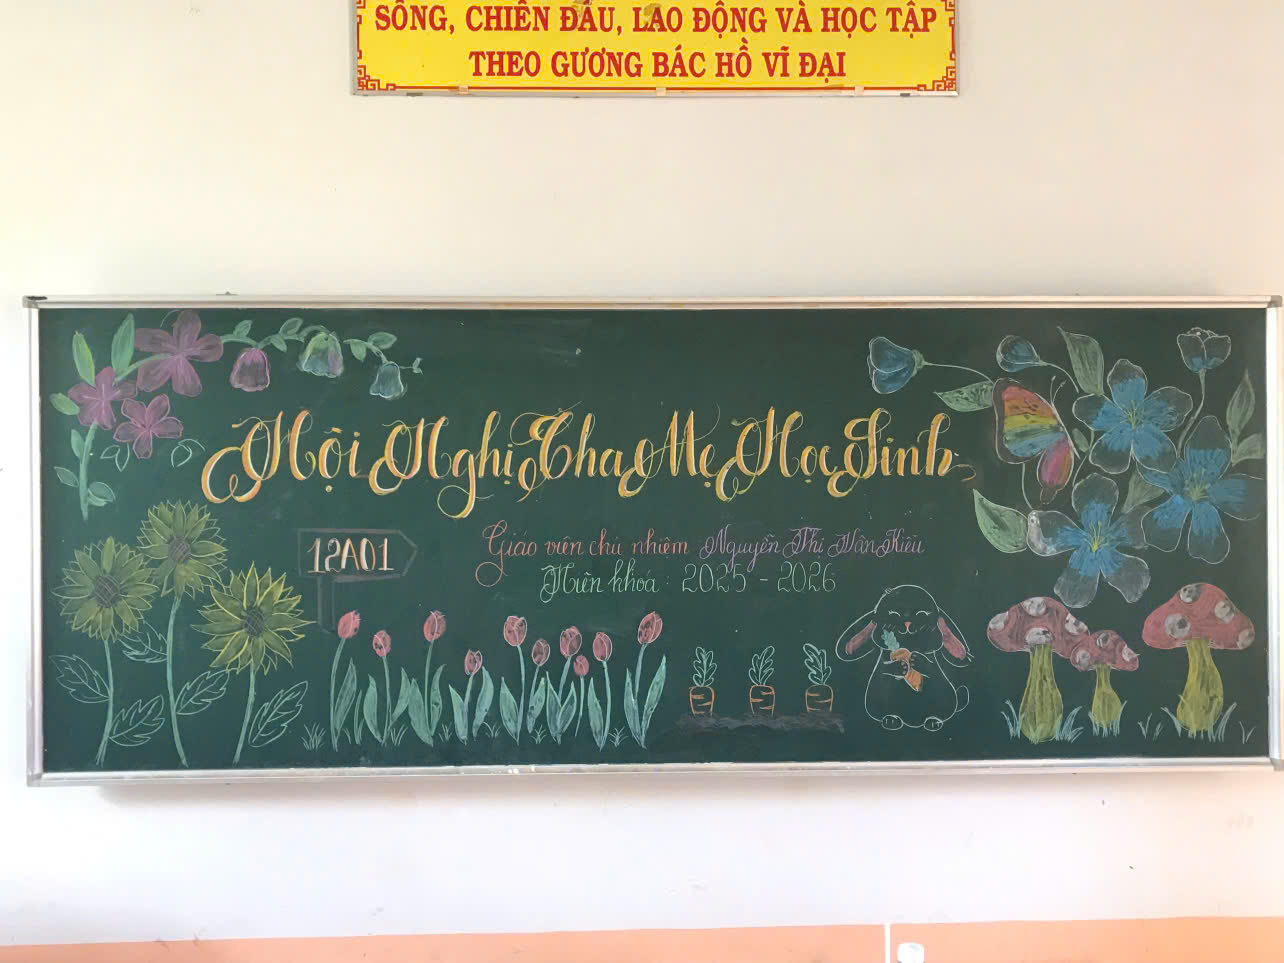 SỐNG, CHIẾN ĐẤU, LAO ĐỘNG VÀ HỌC TẬP
THEO GƯƠNG BÁC HỒ VĨ ĐẠI
Hội Nghị Cha Mẹ Học Sinh
12A01
Giáo viên chủ nhiệm Nguyễn Thị Vân Kiều
Niên khóa: 2025 - 2026